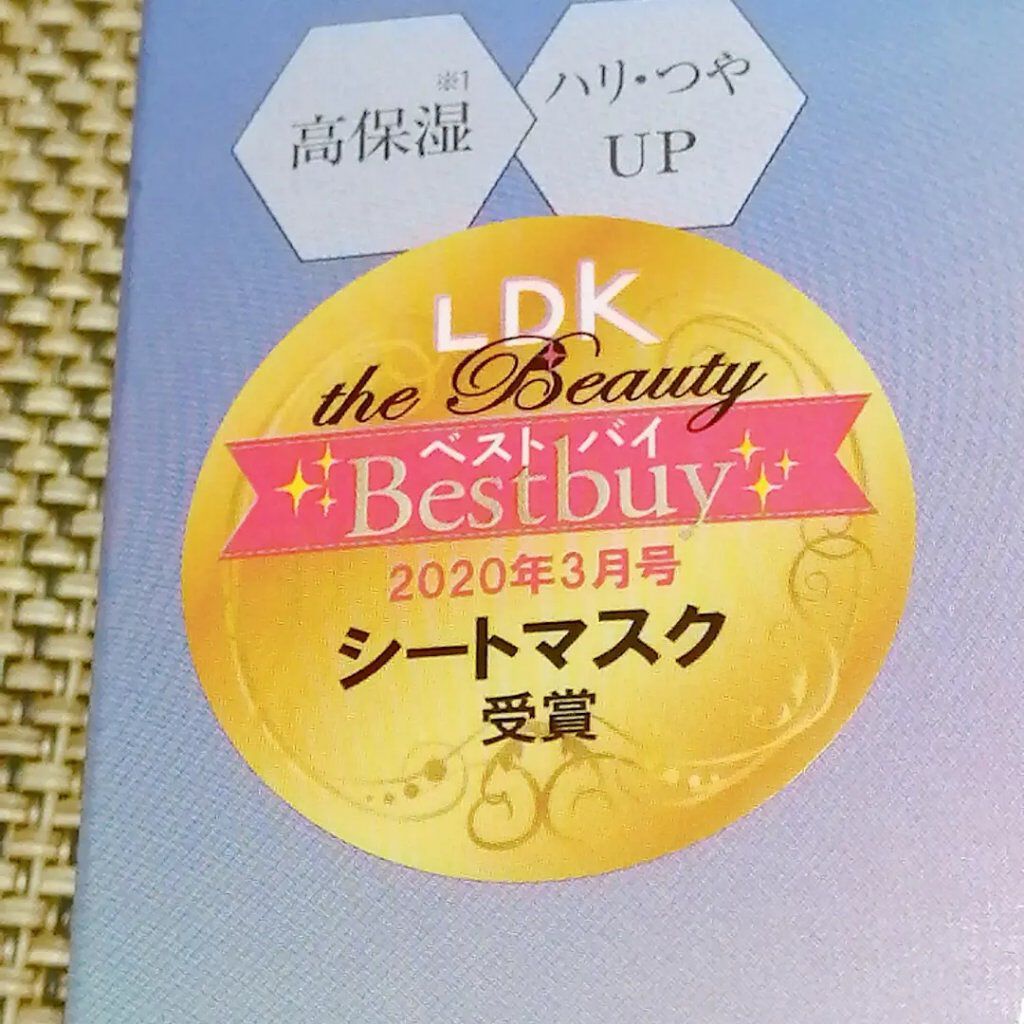 ※1
高保湿
ハリ・つや
UP
LDK
the Beauty
ベストバイ
Bestbuy
2020年3月号
シートマスク
受賞